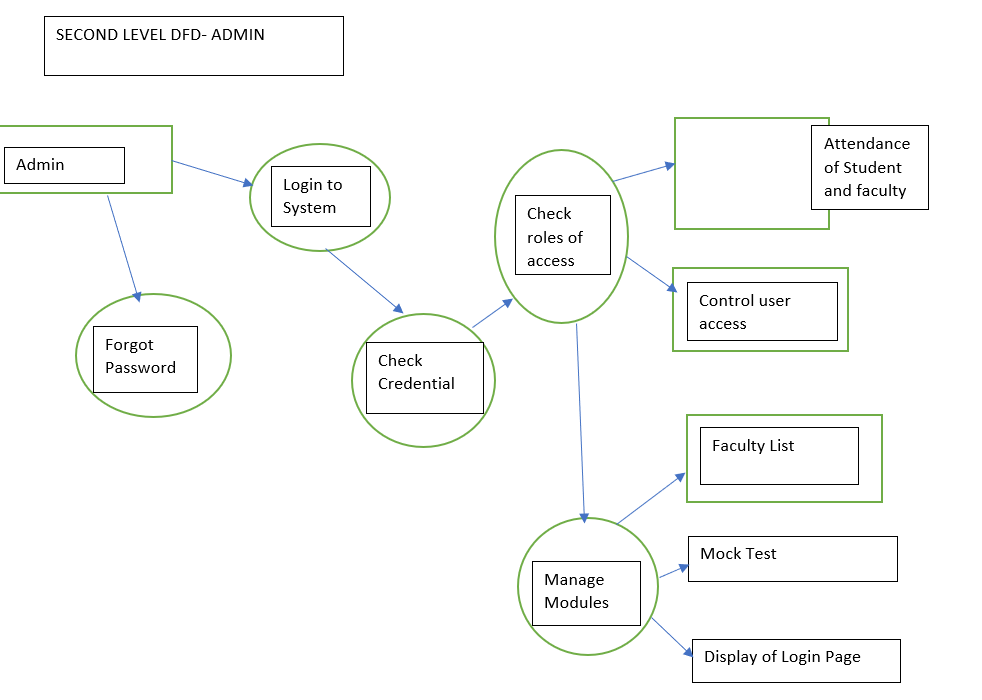 SECOND LEVEL DFD- ADMIN
Admin
Login to
System
Forgot
Password
Check
Credential
Check
roles of
access
Attendance
of Student
and faculty
Control user
access
Manage
Modules
Faculty List
Mock Test
Display of Login Page